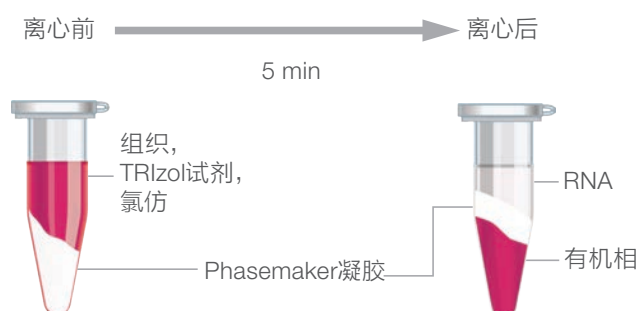 离心前
离心后
5 min
组织，
TRIzol试剂，
氯仿
RNA
Phasemaker凝胶
有机相